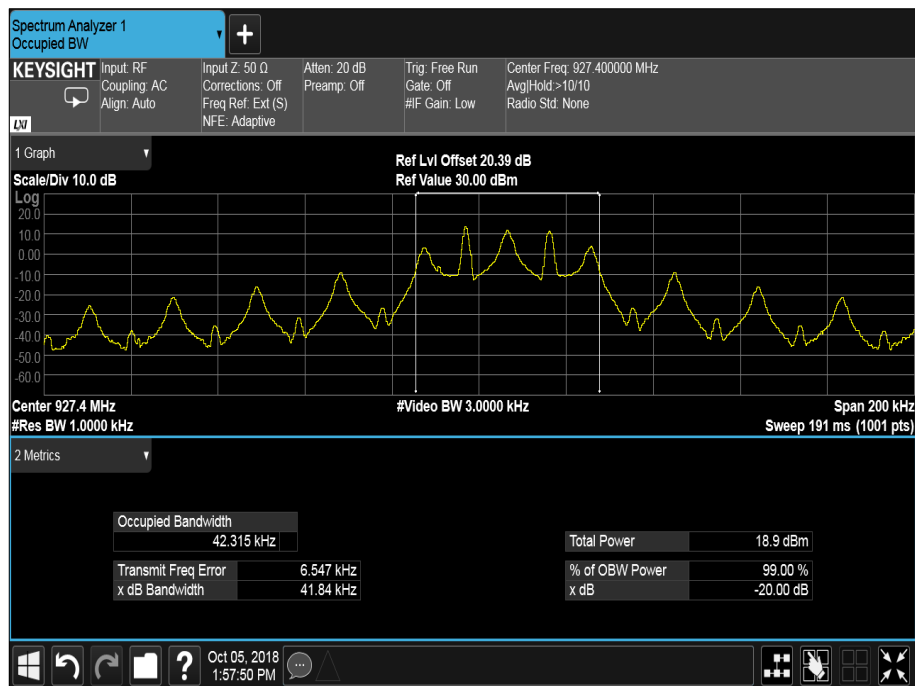 Spectrum Analyzer 1
Occupied BW
+
KEYSIGHT
LXI
Input: RF
Coupling: AC
Align: Auto
Input Z: 50 Ω
Corrections: Off
Freq Ref: Ext (S)
NFE: Adaptive
Atten: 20 dB
Preamp: Off
Trig: Free Run
Gate: Off
#IF Gain: Low
Center Freq: 927.400000 MHz
Avg|Hold:>10/10
Radio Std: None
1 Graph
Scale/Div 10.0 dB
Ref Lvl Offset 20.39 dB
Ref Value 30.00 dBm
Log
20.0
10.0
0.00
-10.0
-20.0
-30.0
-40.0
-50.0
-60.0
Center 927.4 MHz
#Video BW 3.0000 kHz
Span 200 kHz
#Res BW 1.0000 kHz
Sweep 191 ms (1001 pts)
2 Metrics
Occupied Bandwidth
42.315 kHz
Total Power 18.9 dBm
Transmit Freq Error 6.547 kHz
% of OBW Power 99.00 %
x dB Bandwidth 41.84 kHz
x dB -20.00 dB
?
Oct 05, 2018
1:57:50 PM